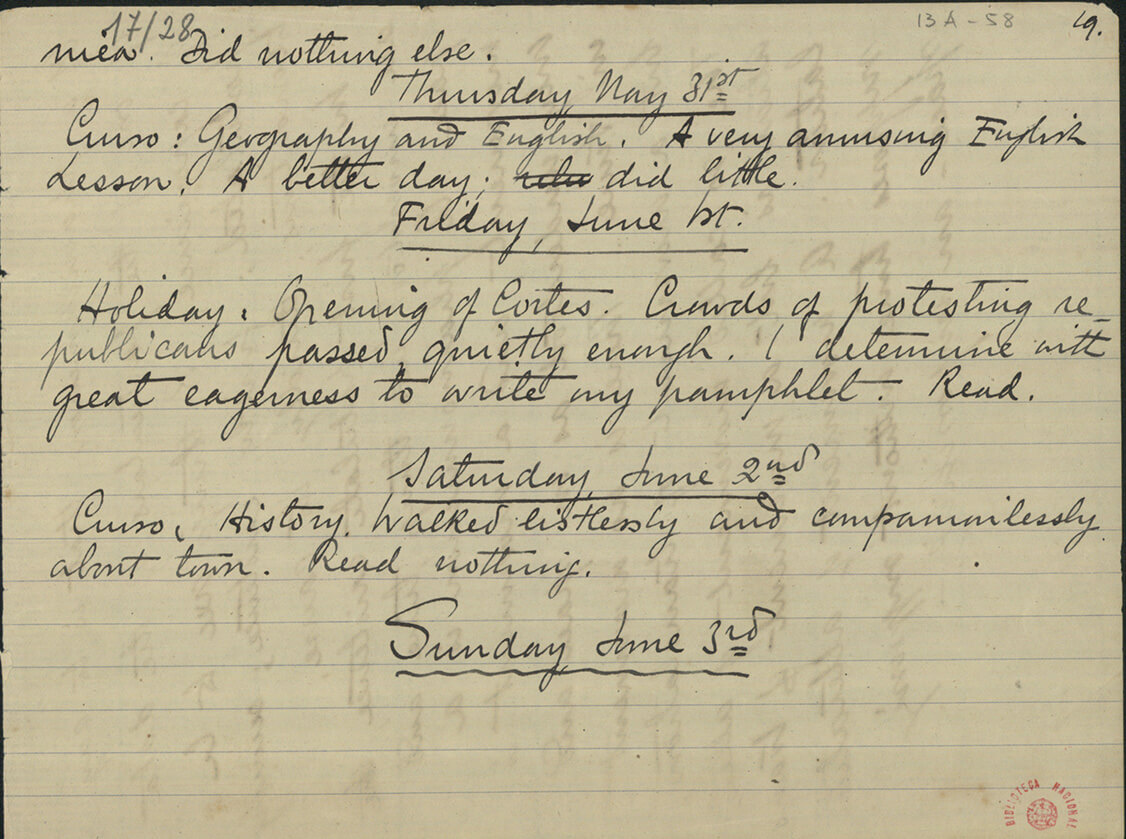 17/28
13A-58
19.
mea. Did nothing else.
Thursday May 31st
Curso: Geography and English. A very amusing English
Lesson. A better day; did little.
Friday, June 1st.
Holiday. Opening of Cortes. Crowds of protesting re-
publicans passed, quietly enough. I determine with
great eagerness to write my pamphlet. Read.
Saturday June 2nd
Curso, History. Walked listlessly and companionlessly
about town. Read nothing.
Sunday June 3rd
BIBLIOTECA NACIONAL